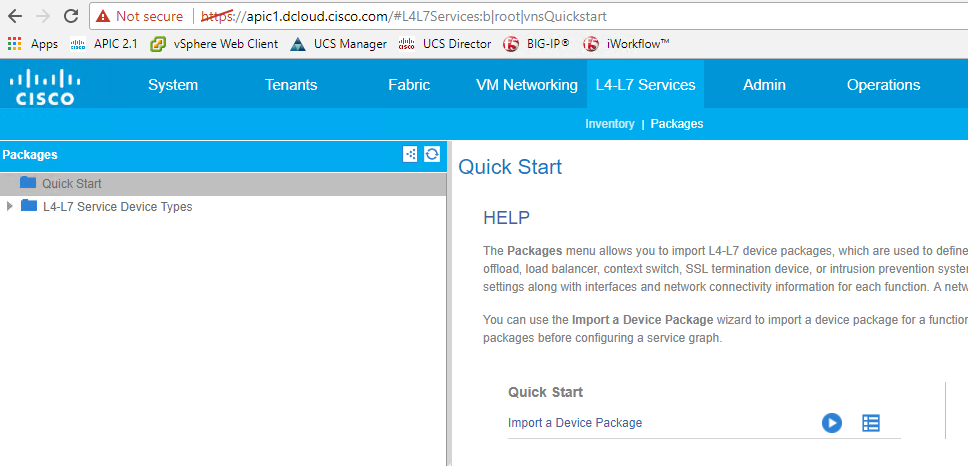 Not secure https://apic1.dcloud.cisco.com/#L4L7Services:b|root|vnsQuickstart
Apps APIC 2.1 vSphere Web Client UCS Manager UCS Director BIG-IP® iWorkflow™
CISCO System Tenants Fabric VM Networking L4-L7 Services Admin Operations
Inventory | Packages
Packages
Quick Start
L4-L7 Service Device Types
Quick Start
HELP
The Packages menu allows you to import L4-L7 device packages, which are used to define
offload, load balancer, context switch, SSL termination device, or intrusion prevention syste
settings along with interfaces and network connectivity information for each function. A netw
You can use the Import a Device Package wizard to import a device package for a function
packages before configuring a service graph.
Quick Start
Import a Device Package